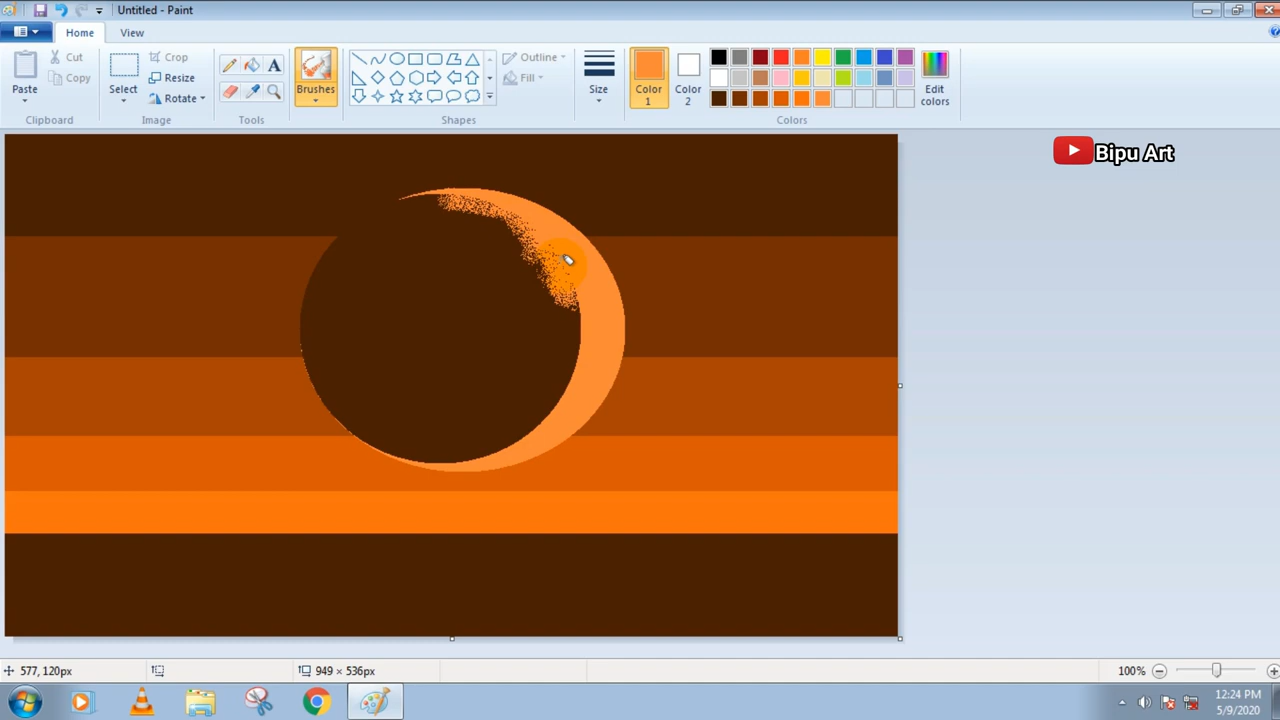 Untitled - Paint
Home
View
Paste
Cut
Copy
Clipboard
Select
Crop
Resize
Rotate
Image
A
Tools
Brushes
Outline
Fill
Shapes
Size
Color 1
Color 2
Edit colors
Colors
Bipu Art
577, 120px
949 × 536px
100%
12:24 PM
5/9/2020